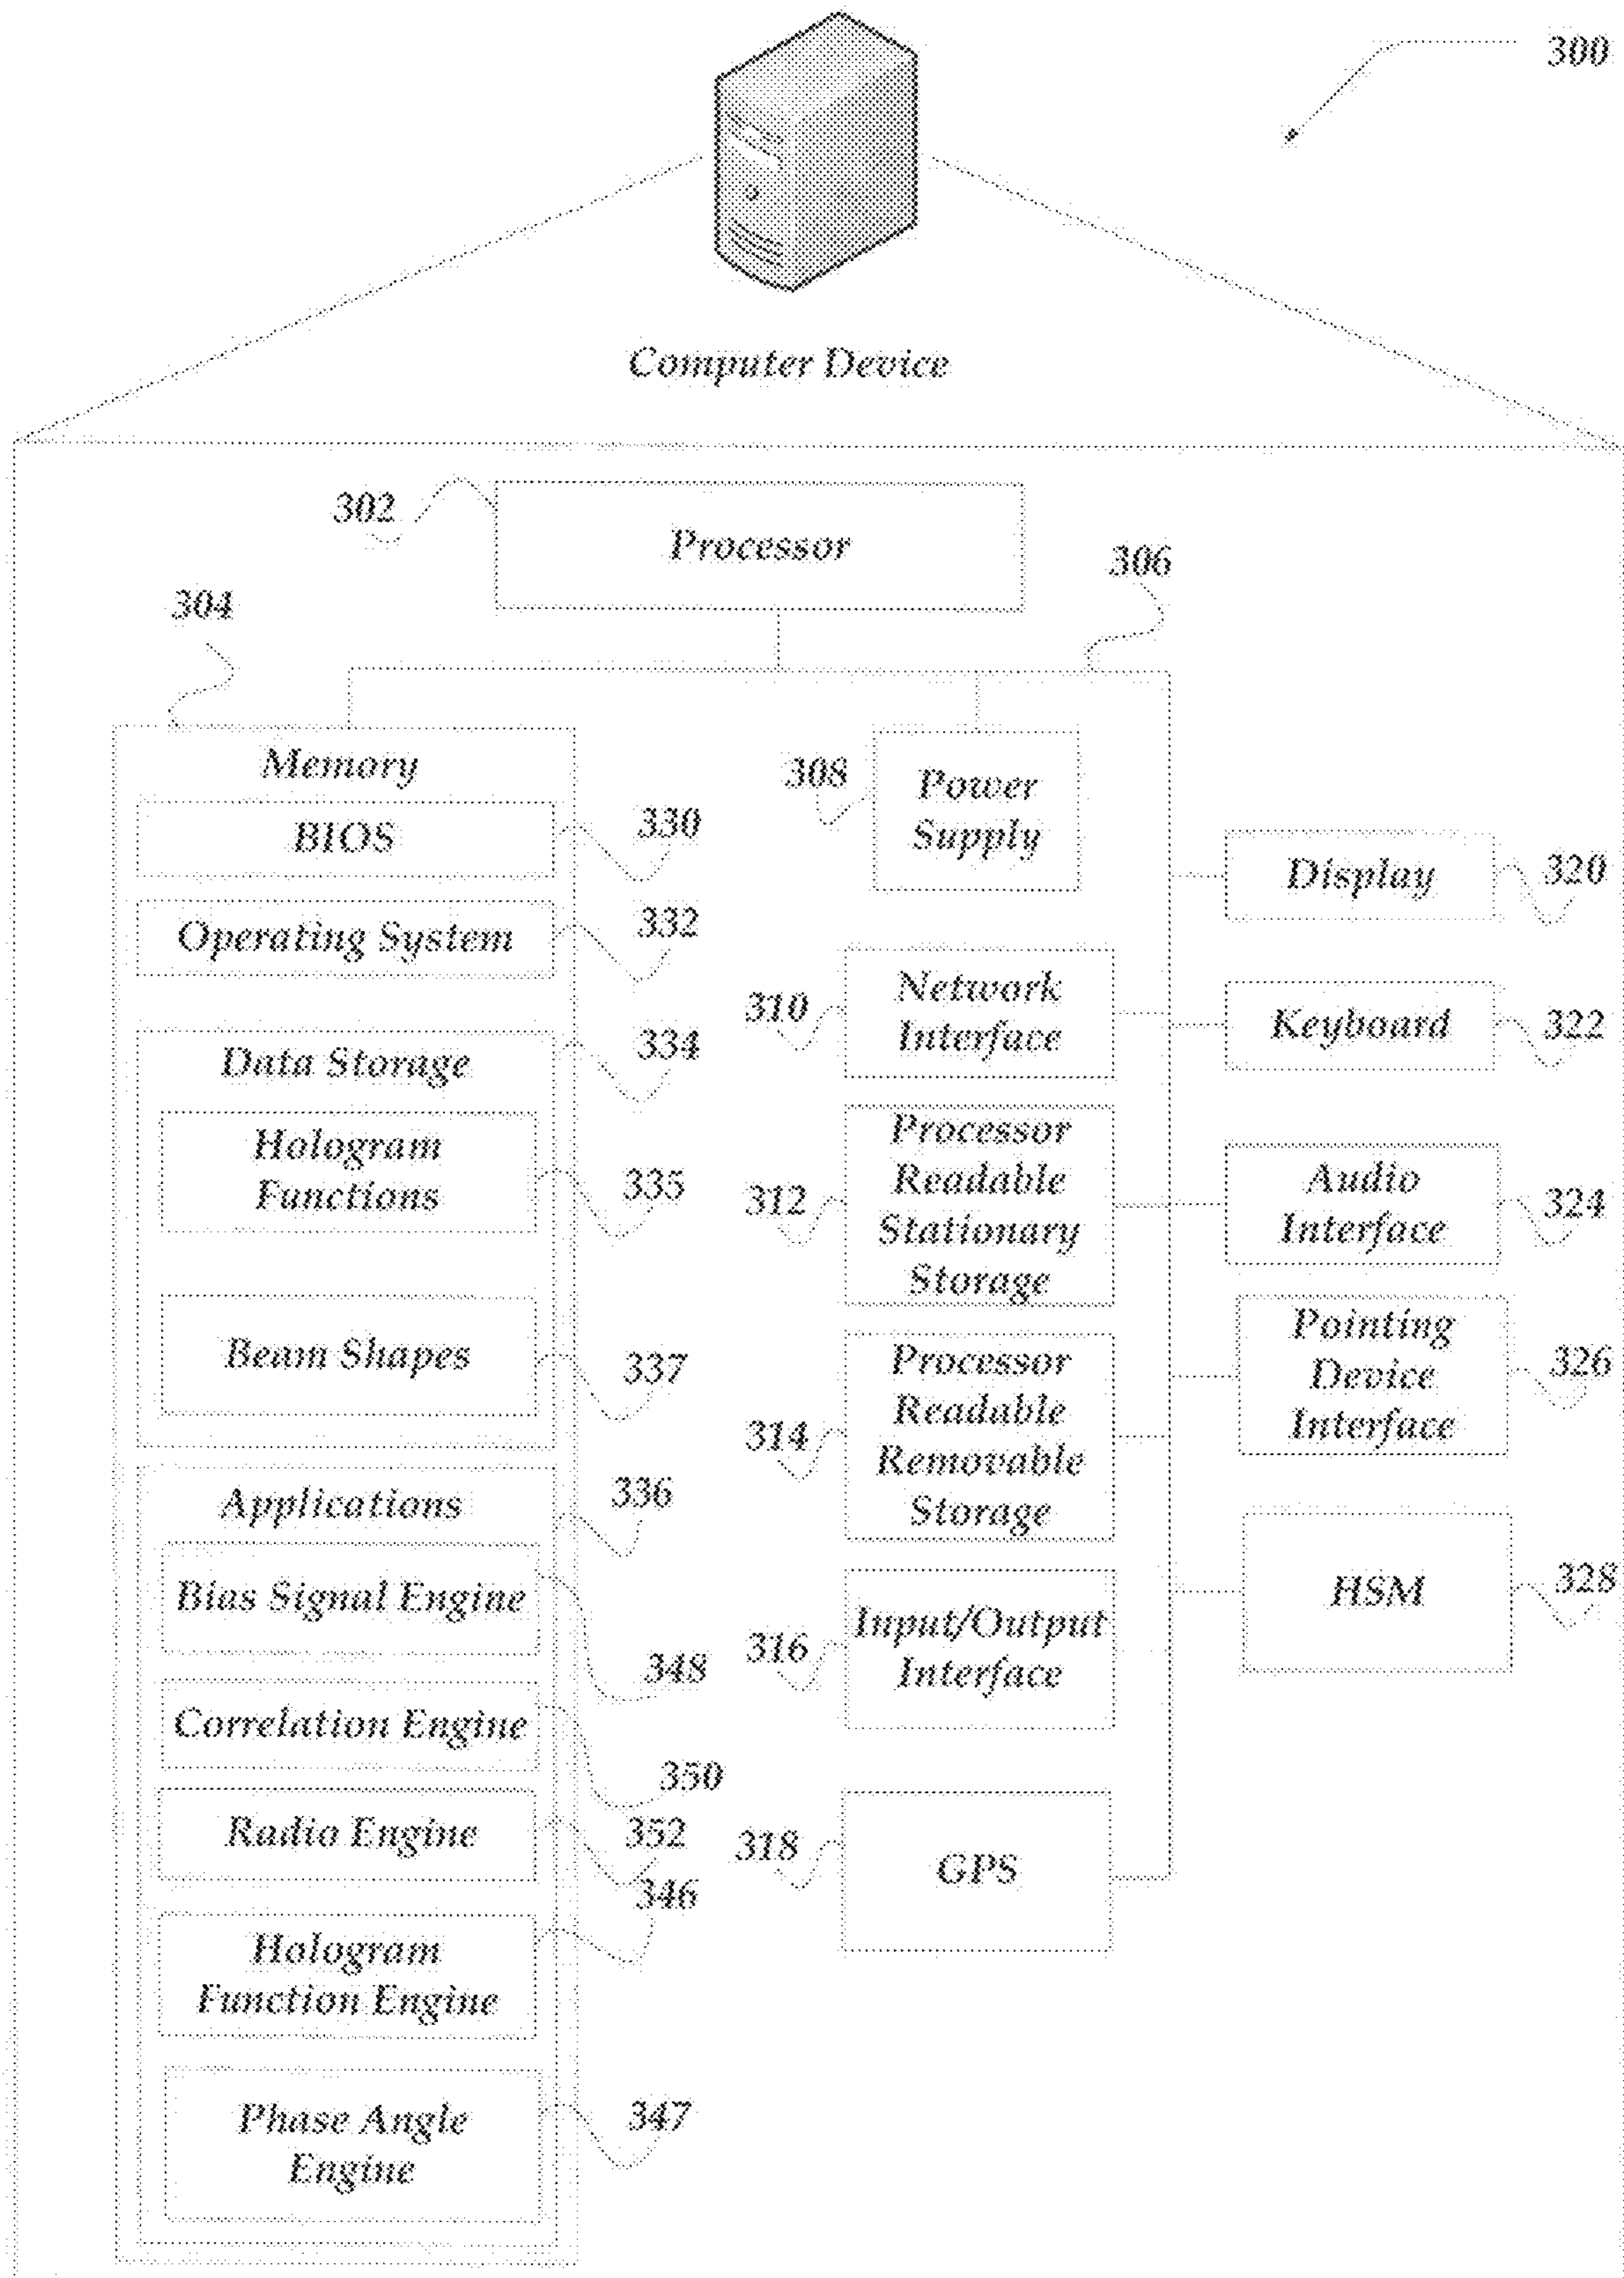 300
Computer Device
302
Processor
306
304
Memory
BIOS
330
Operating System
332
Data Storage
334
Hologram
Functions
335
Beam Shapes
337
Applications
336
Bias Signal Engine
348
Correlation Engine
350
Radio Engine
352
346
Hologram
Function Engine
Phase Angle
Engine
347
308
Power
Supply
310
Network
Interface
312
Processor
Readable
Stationary
Storage
314
Processor
Readable
Removable
Storage
316
Input/Output
Interface
318
GPS
Display
320
Keyboard
322
Audio
Interface
324
Pointing
Device
Interface
326
HSM
328